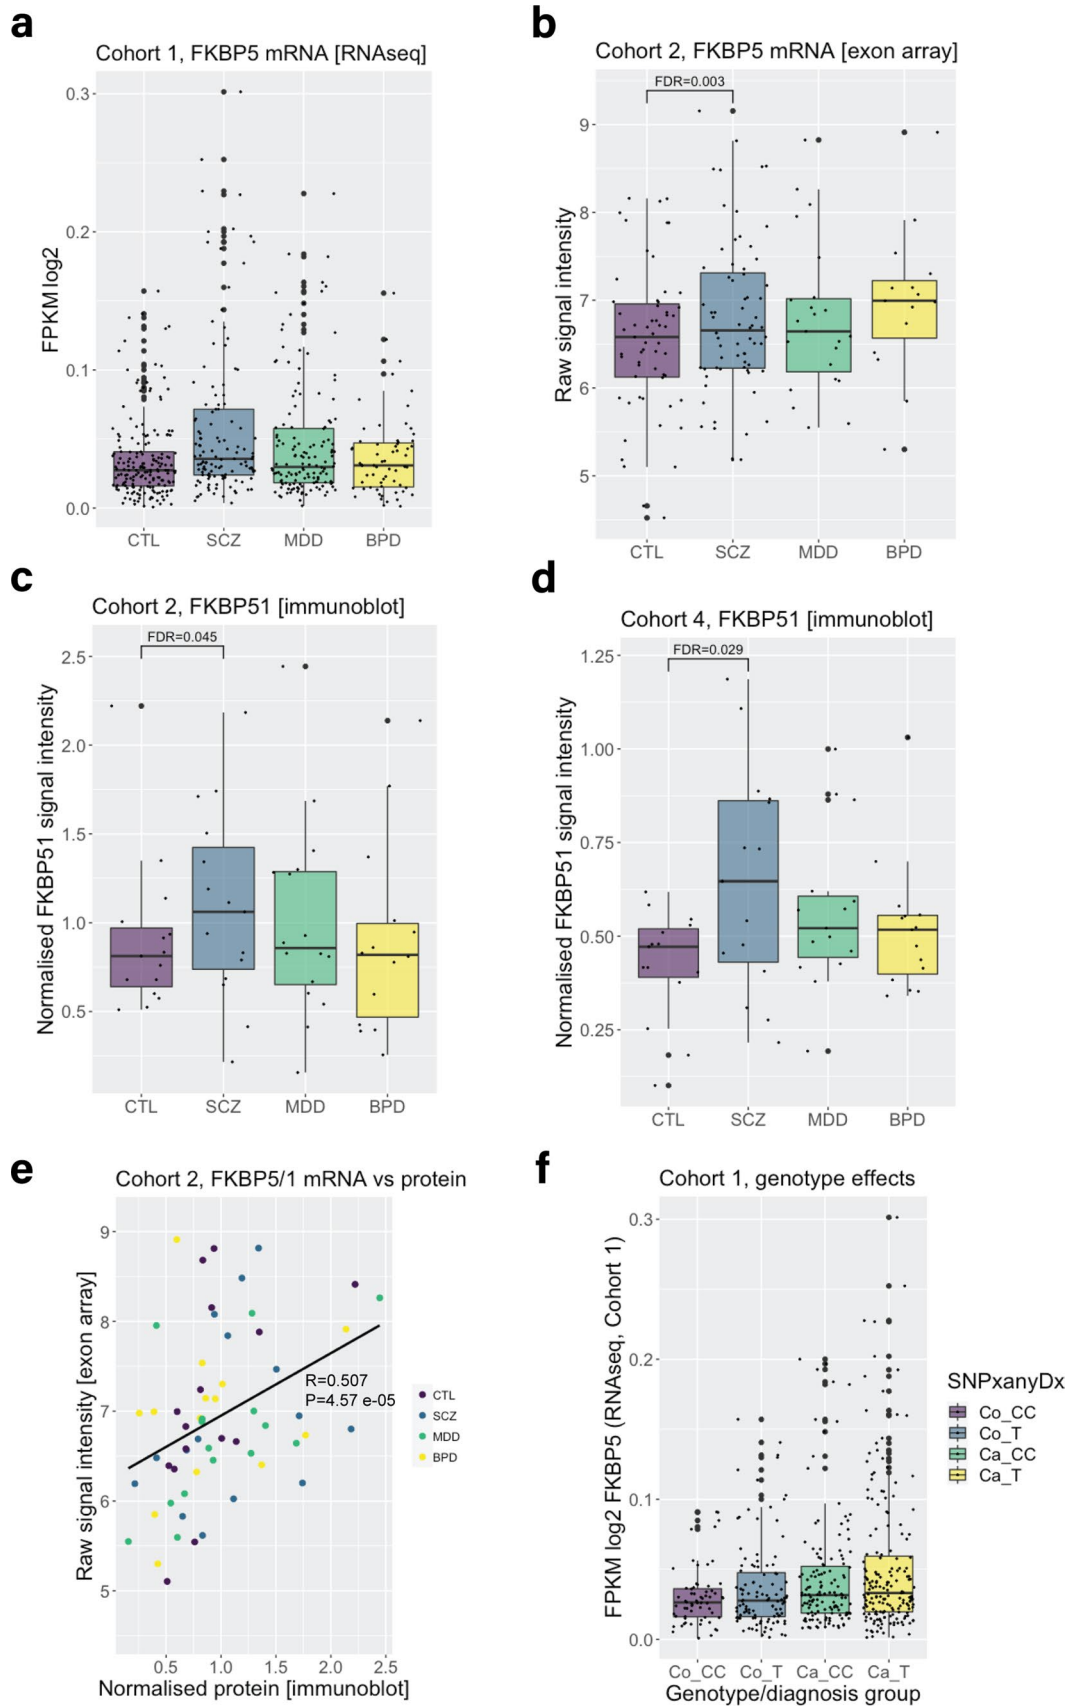 a
Cohort 1, FKBP5 mRNA [RNAseq]
FPKM log2
0.3
0.2
0.1
0.0
CTL SCZ MDD BPD
b
Cohort 2, FKBP5 mRNA [exon array]
FDR=0.003
Raw signal intensity
9
8
7
6
5
CTL SCZ MDD BPD
c
Cohort 2, FKBP51 [immunoblot]
FDR=0.045
Normalised FKBP51 signal intensity
2.5
2.0
1.5
1.0
0.5
CTL SCZ MDD BPD
d
Cohort 4, FKBP51 [immunoblot]
FDR=0.029
Normalised FKBP51 signal intensity
1.25
1.00
0.75
0.50
0.25
CTL SCZ MDD BPD
e
Cohort 2, FKBP5/1 mRNA vs protein
Raw signal intensity [exon array]
9
8
7
6
5
R=0.507
P=4.57 e-05
CTL
SCZ
MDD
BPD
0.5 1.0 1.5 2.0 2.5
Normalised protein [immunoblot]
f
Cohort 1, genotype effects
FPKM log2 FKBP5 (RNAseq, Cohort 1)
0.3
0.2
0.1
0.0
SNPxanyDx
Co_CC
Co_T
Ca_CC
Ca_T
Co_CC Co_T Ca_CC Ca_T
Genotype/diagnosis group